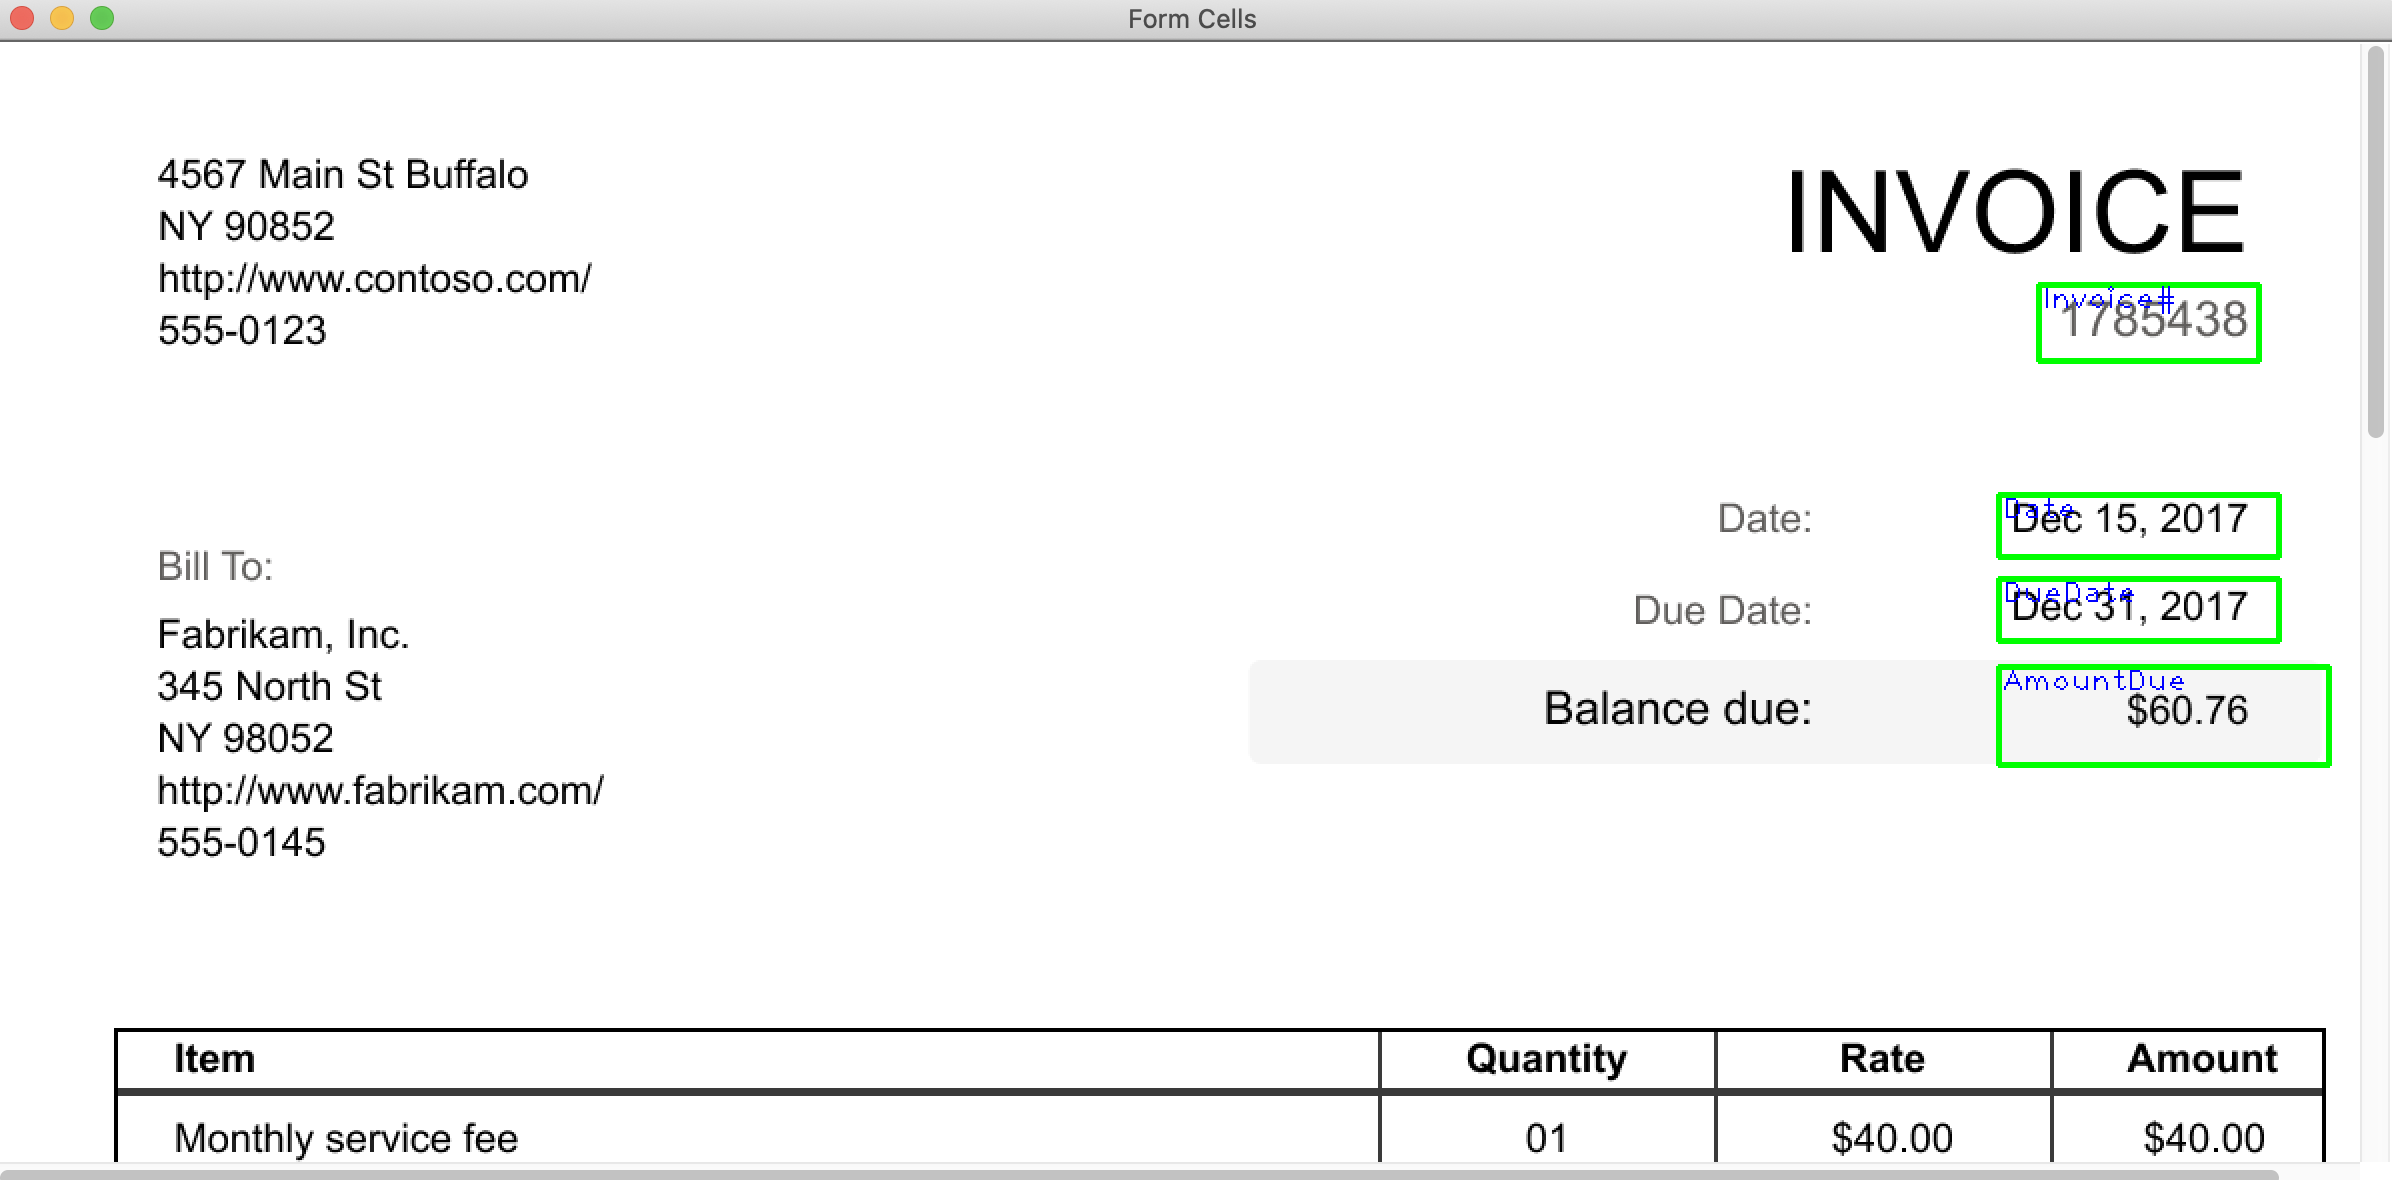 Form Cells
4567 Main St Buffalo
NY 90852
http://www.contoso.com/
555-0123
INVOICE
Invoice#
1785438
Date:
Date
Dec 15, 2017
Due Date:
DueDate
Dec 31, 2017
Balance due:
AmountDue
$60.76
Bill To:
Fabrikam, Inc.
345 North St
NY 98052
http://www.fabrikam.com/
555-0145
Item Quantity Rate Amount
Monthly service fee 01 $40.00 $40.00